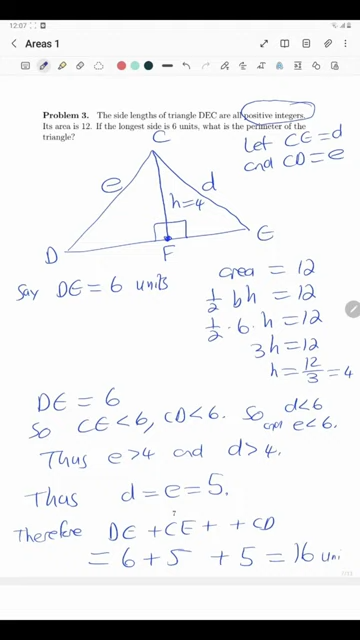 12:07
Areas 1
Problem 3. The side lengths of triangle DEC are all positive integers.
Its area is 12. If the longest side is 6 units, what is the perimeter of the
triangle?
Let CE = d
and CD = e
C
e
d
h=4
D
F
E
Say DE = 6 units
area = 12
1/2 bh = 12
1/2 · 6 · h = 12
3h = 12
h = 12/3 = 4
DE = 6
So CE < 6, CD < 6. So d < 6
and e < 6.
Thus e > 4 and d > 4.
Thus d = e = 5.
Therefore DE + CE + + CD
= 6 + 5 + 5 = 16 uni